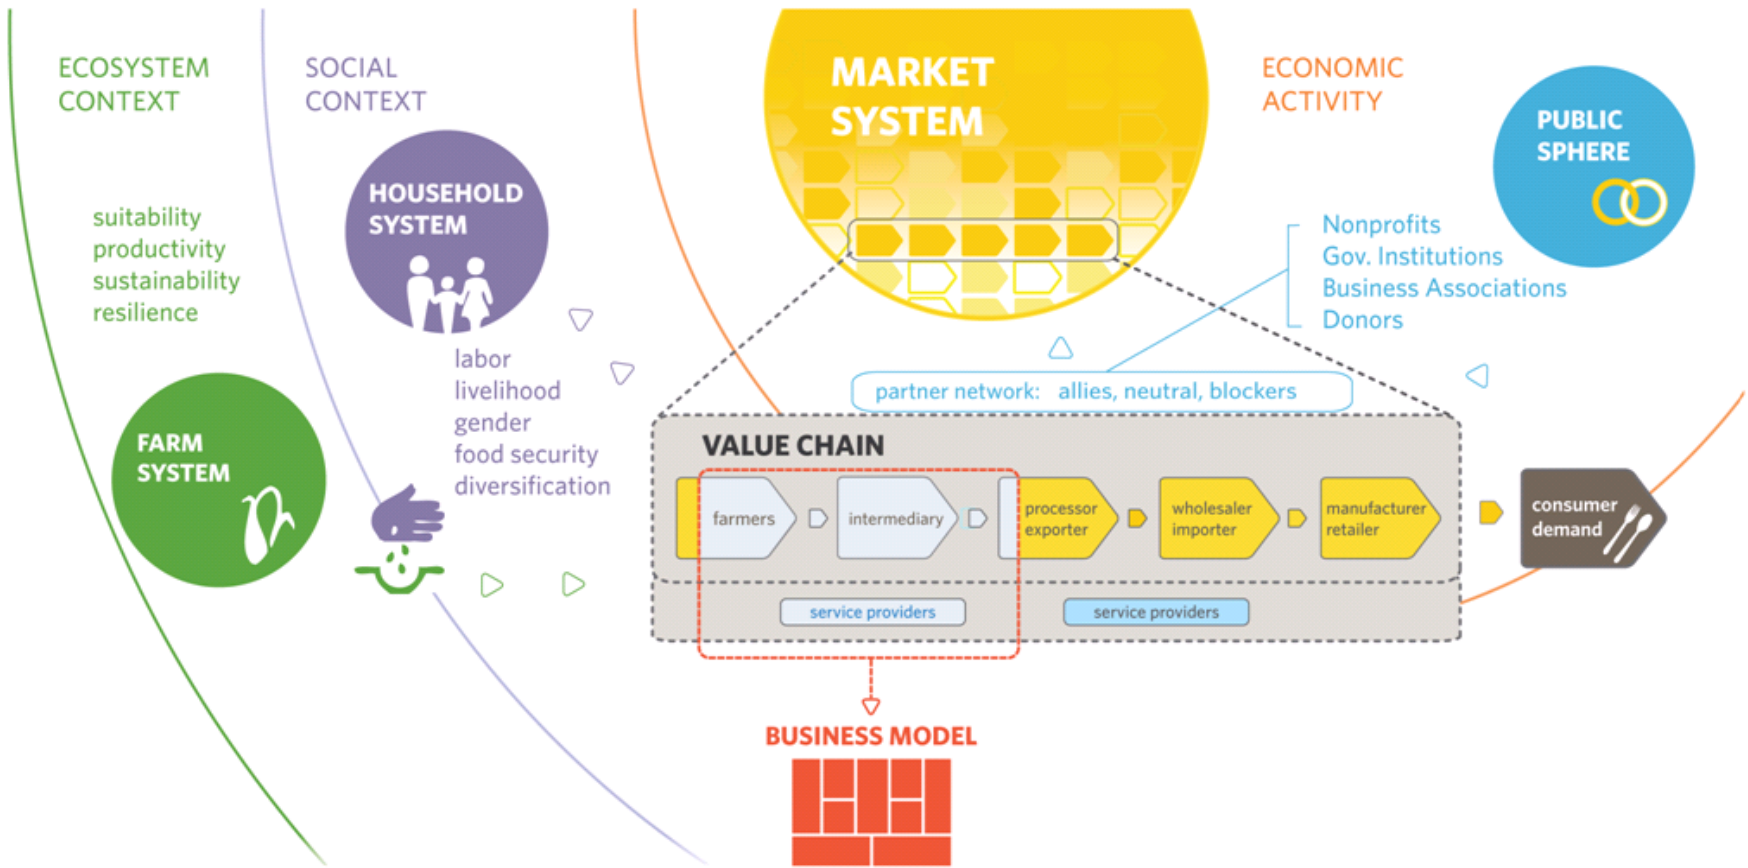 ECOSYSTEM
CONTEXT
suitability
productivity
sustainability
resilience
FARM
SYSTEM
SOCIAL
CONTEXT
HOUSEHOLD
SYSTEM
labor
livelihood
gender
food security
diversification
MARKET
SYSTEM
ECONOMIC
ACTIVITY
PUBLIC
SPHERE
Nonprofits
Gov. Institutions
Business Associations
Donors
partner network: allies, neutral, blockers
VALUE CHAIN
farmers
intermediary
processor
exporter
wholesaler
importer
manufacturer
retailer
consumer
demand
service providers
service providers
BUSINESS MODEL